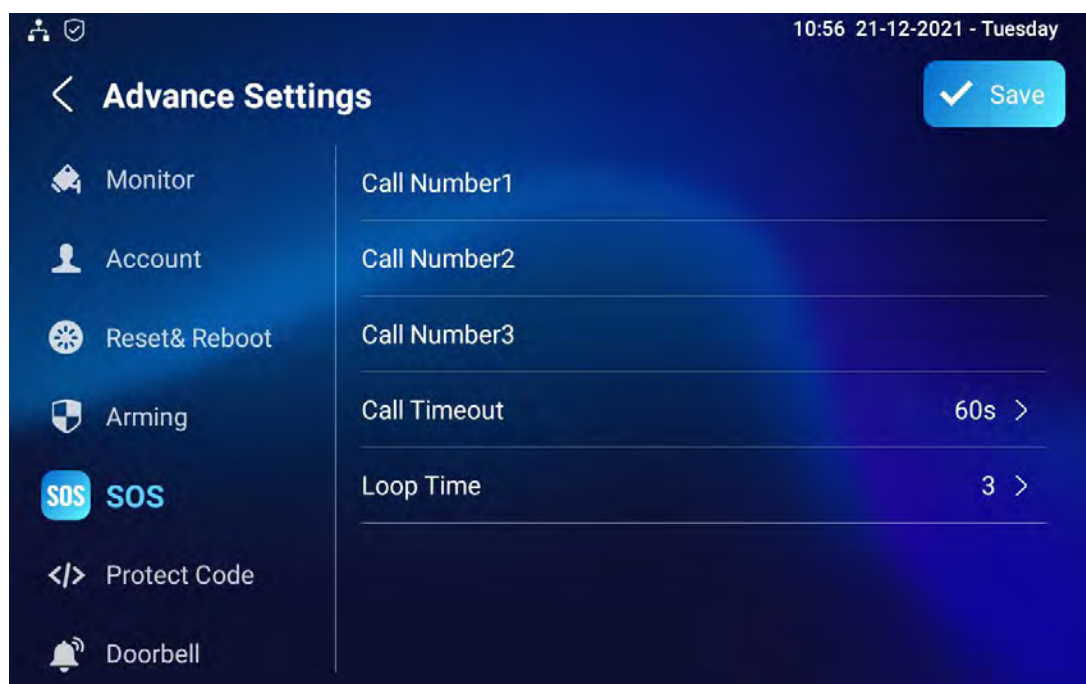 10:56 21-12-2021 - Tuesday
Advance Settings
Save
Monitor
Account
Reset& Reboot
Arming
SOS SOS
</> Protect Code
Doorbell
Call Number1
Call Number2
Call Number3
Call Timeout 60s >
Loop Time 3 >